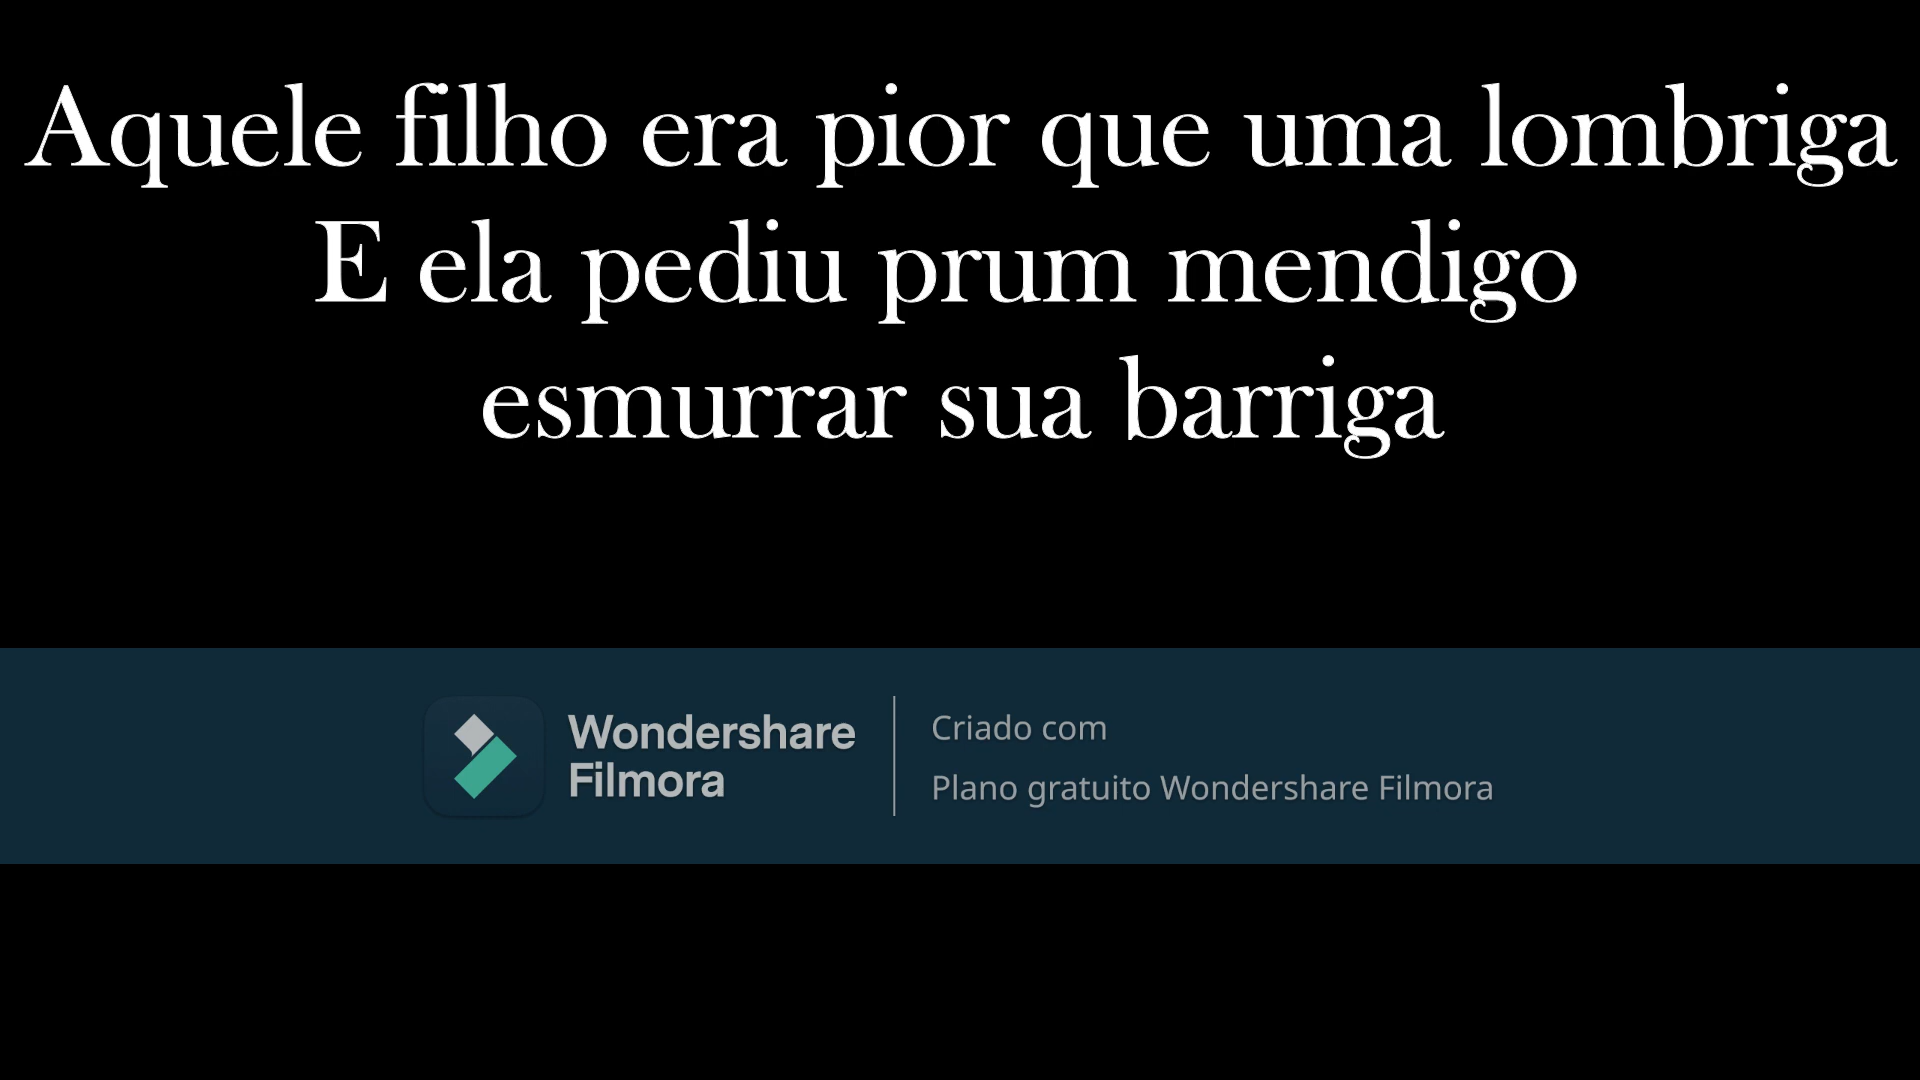 Aquele filho era pior que uma lombriga
E ela pediu prum mendigo
esmurrar sua barriga
Wondershare
Filmora
Criado com
Plano gratuito Wondershare Filmora